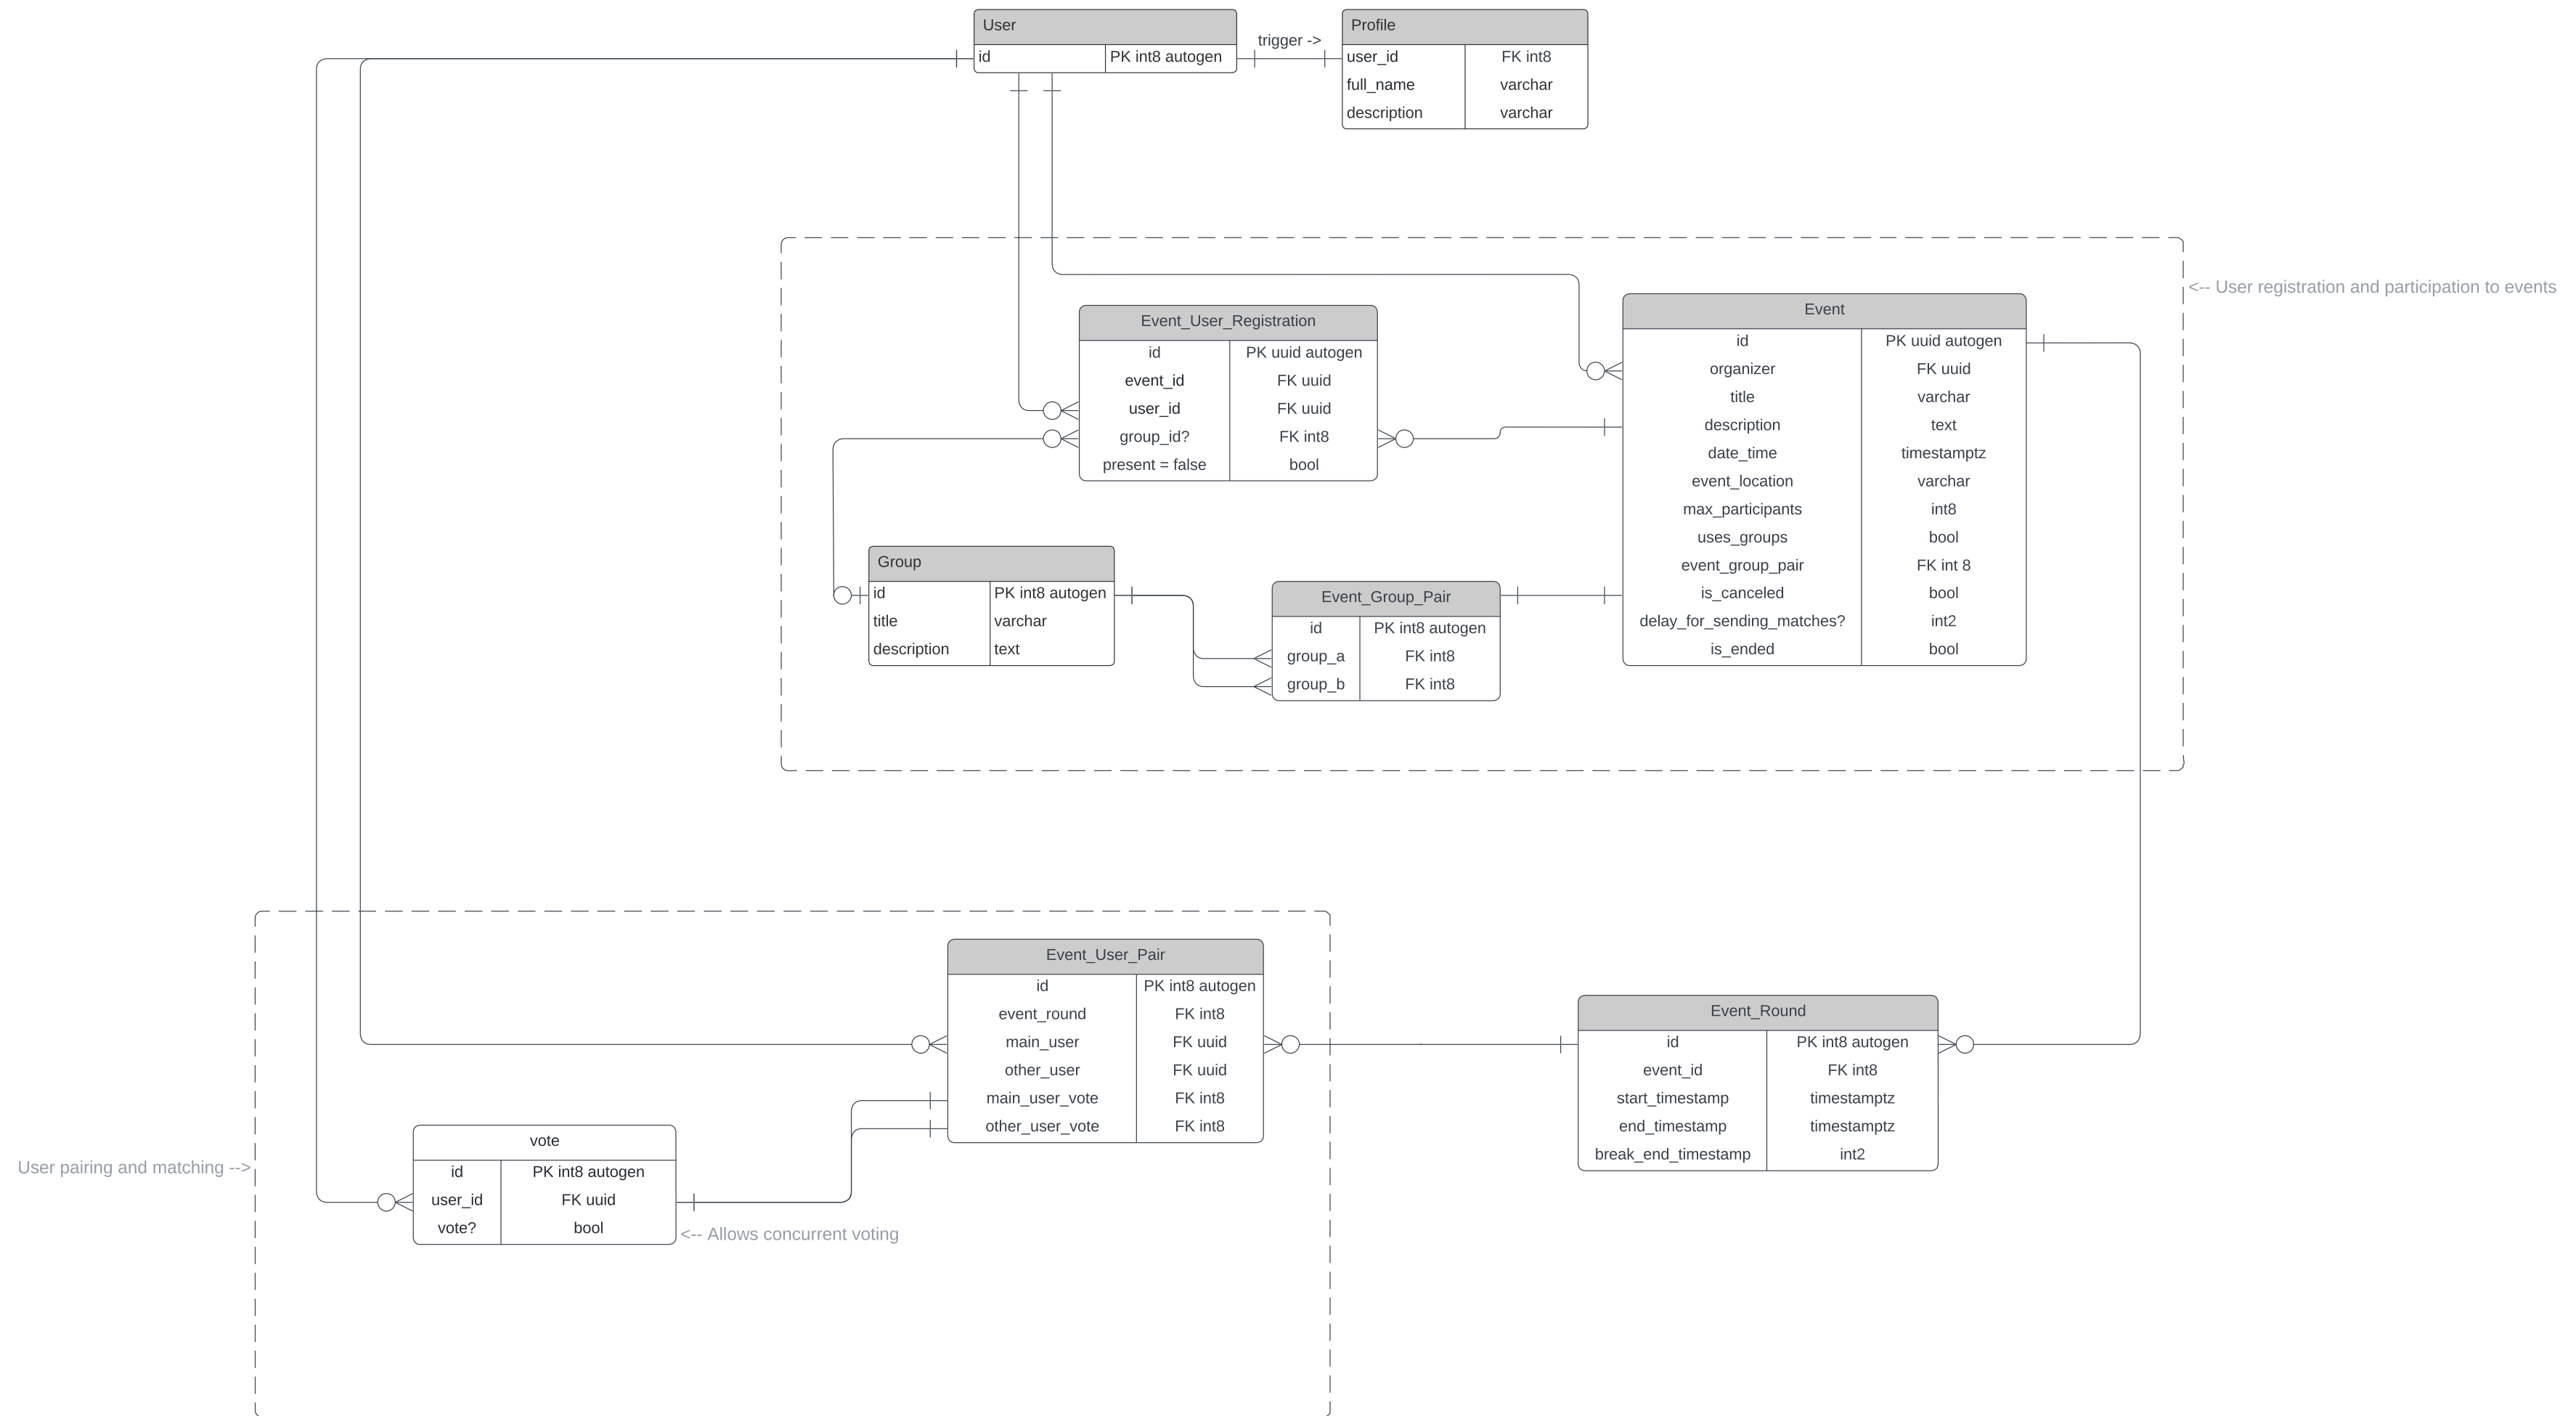 User
id PK int8 autogen
trigger ->
Profile
user_id FK int8
full_name varchar
description varchar
<-- User registration and participation to events
Event_User_Registration
id PK uuid autogen
event_id FK uuid
user_id FK uuid
group_id? FK int8
present = false bool
Event
id PK uuid autogen
organizer FK uuid
title varchar
description text
date_time timestamptz
event_location varchar
max_participants int8
uses_groups bool
event_group_pair FK int 8
is_canceled bool
delay_for_sending_matches? int2
is_ended bool
Group
id PK int8 autogen
title varchar
description text
Event_Group_Pair
id PK int8 autogen
group_a FK int8
group_b FK int8
Event_User_Pair
id PK int8 autogen
event_round FK int8
main_user FK uuid
other_user FK uuid
main_user_vote FK int8
other_user_vote FK int8
Event_Round
id PK int8 autogen
event_id FK int8
start_timestamp timestamptz
end_timestamp timestamptz
break_end_timestamp int2
User pairing and matching -->
vote
id PK int8 autogen
user_id FK uuid
vote? bool
<-- Allows concurrent voting